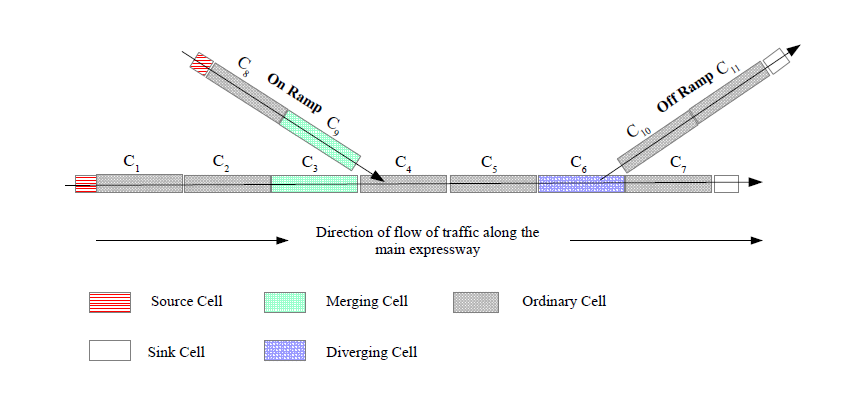 C8
On Ramp
C9
Off Ramp
C11
C10
C1
C2
C3
C4
C5
C6
C7
Direction of flow of traffic along the
main expressway
Source Cell
Merging Cell
Ordinary Cell
Sink Cell
Diverging Cell